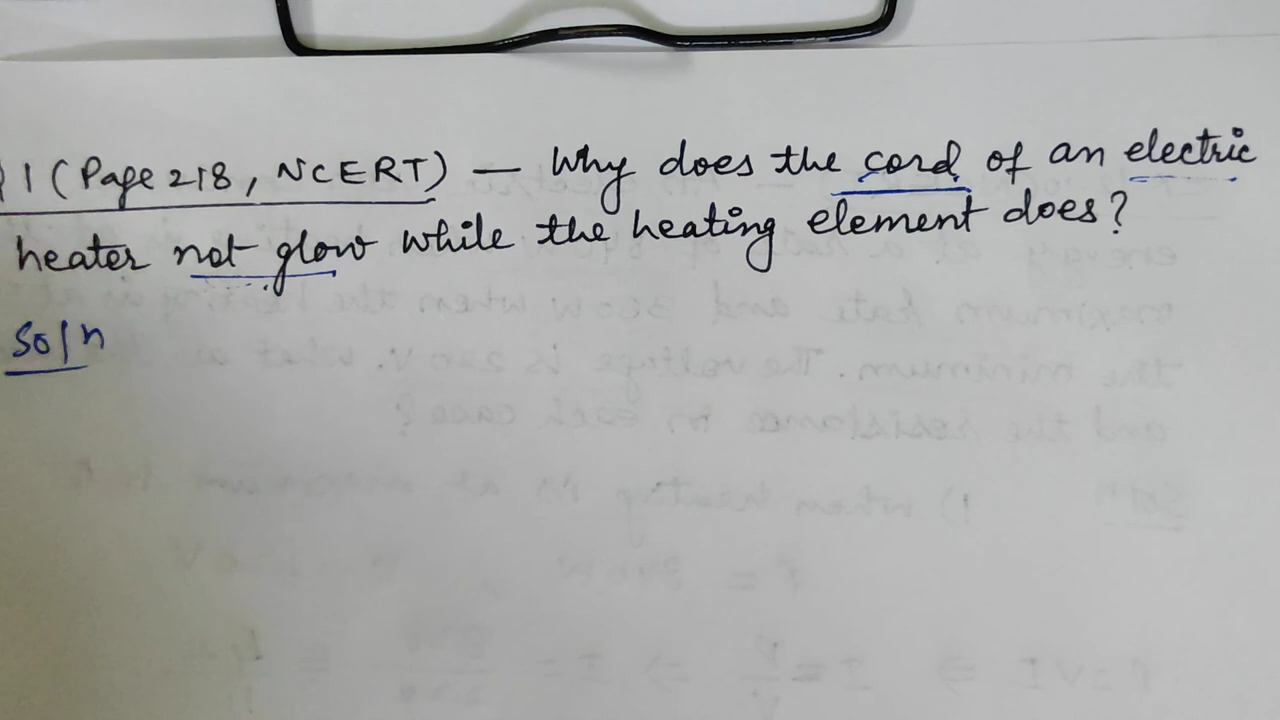 1 (Page 218, NCERT) — Why does the cord of an electric
heater not glow while the heating element does?
Soln